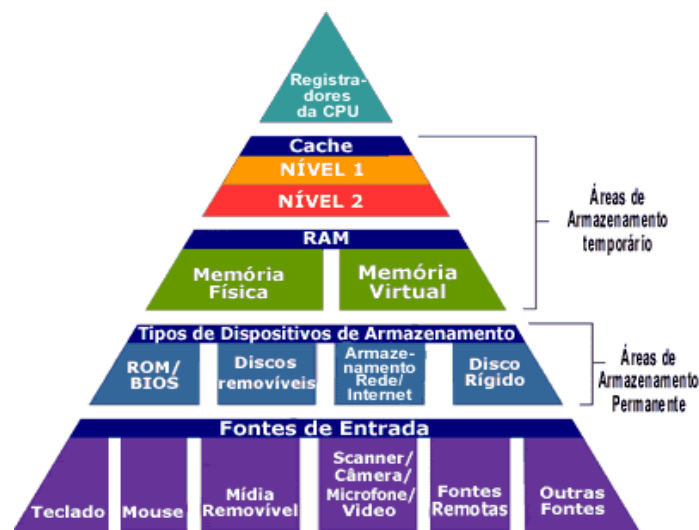 Registra-
dores
da CPU
Cache
NÍVEL 1
NÍVEL 2
RAM
Memória
Física
Memória
Virtual
Áreas de
Armazenamento
temporário
Tipos de Dispositivos de Armazenamento
ROM/
BIOS
Discos
removíveis
Armaze-
namento
Rede/
Internet
Disco
Rígido
Áreas de
Armazenamento
Permanente
Fontes de Entrada
Teclado
Mouse
Mídia
Removível
Scanner/
Câmera/
Microfone/
Video
Fontes
Remotas
Outras
Fontes